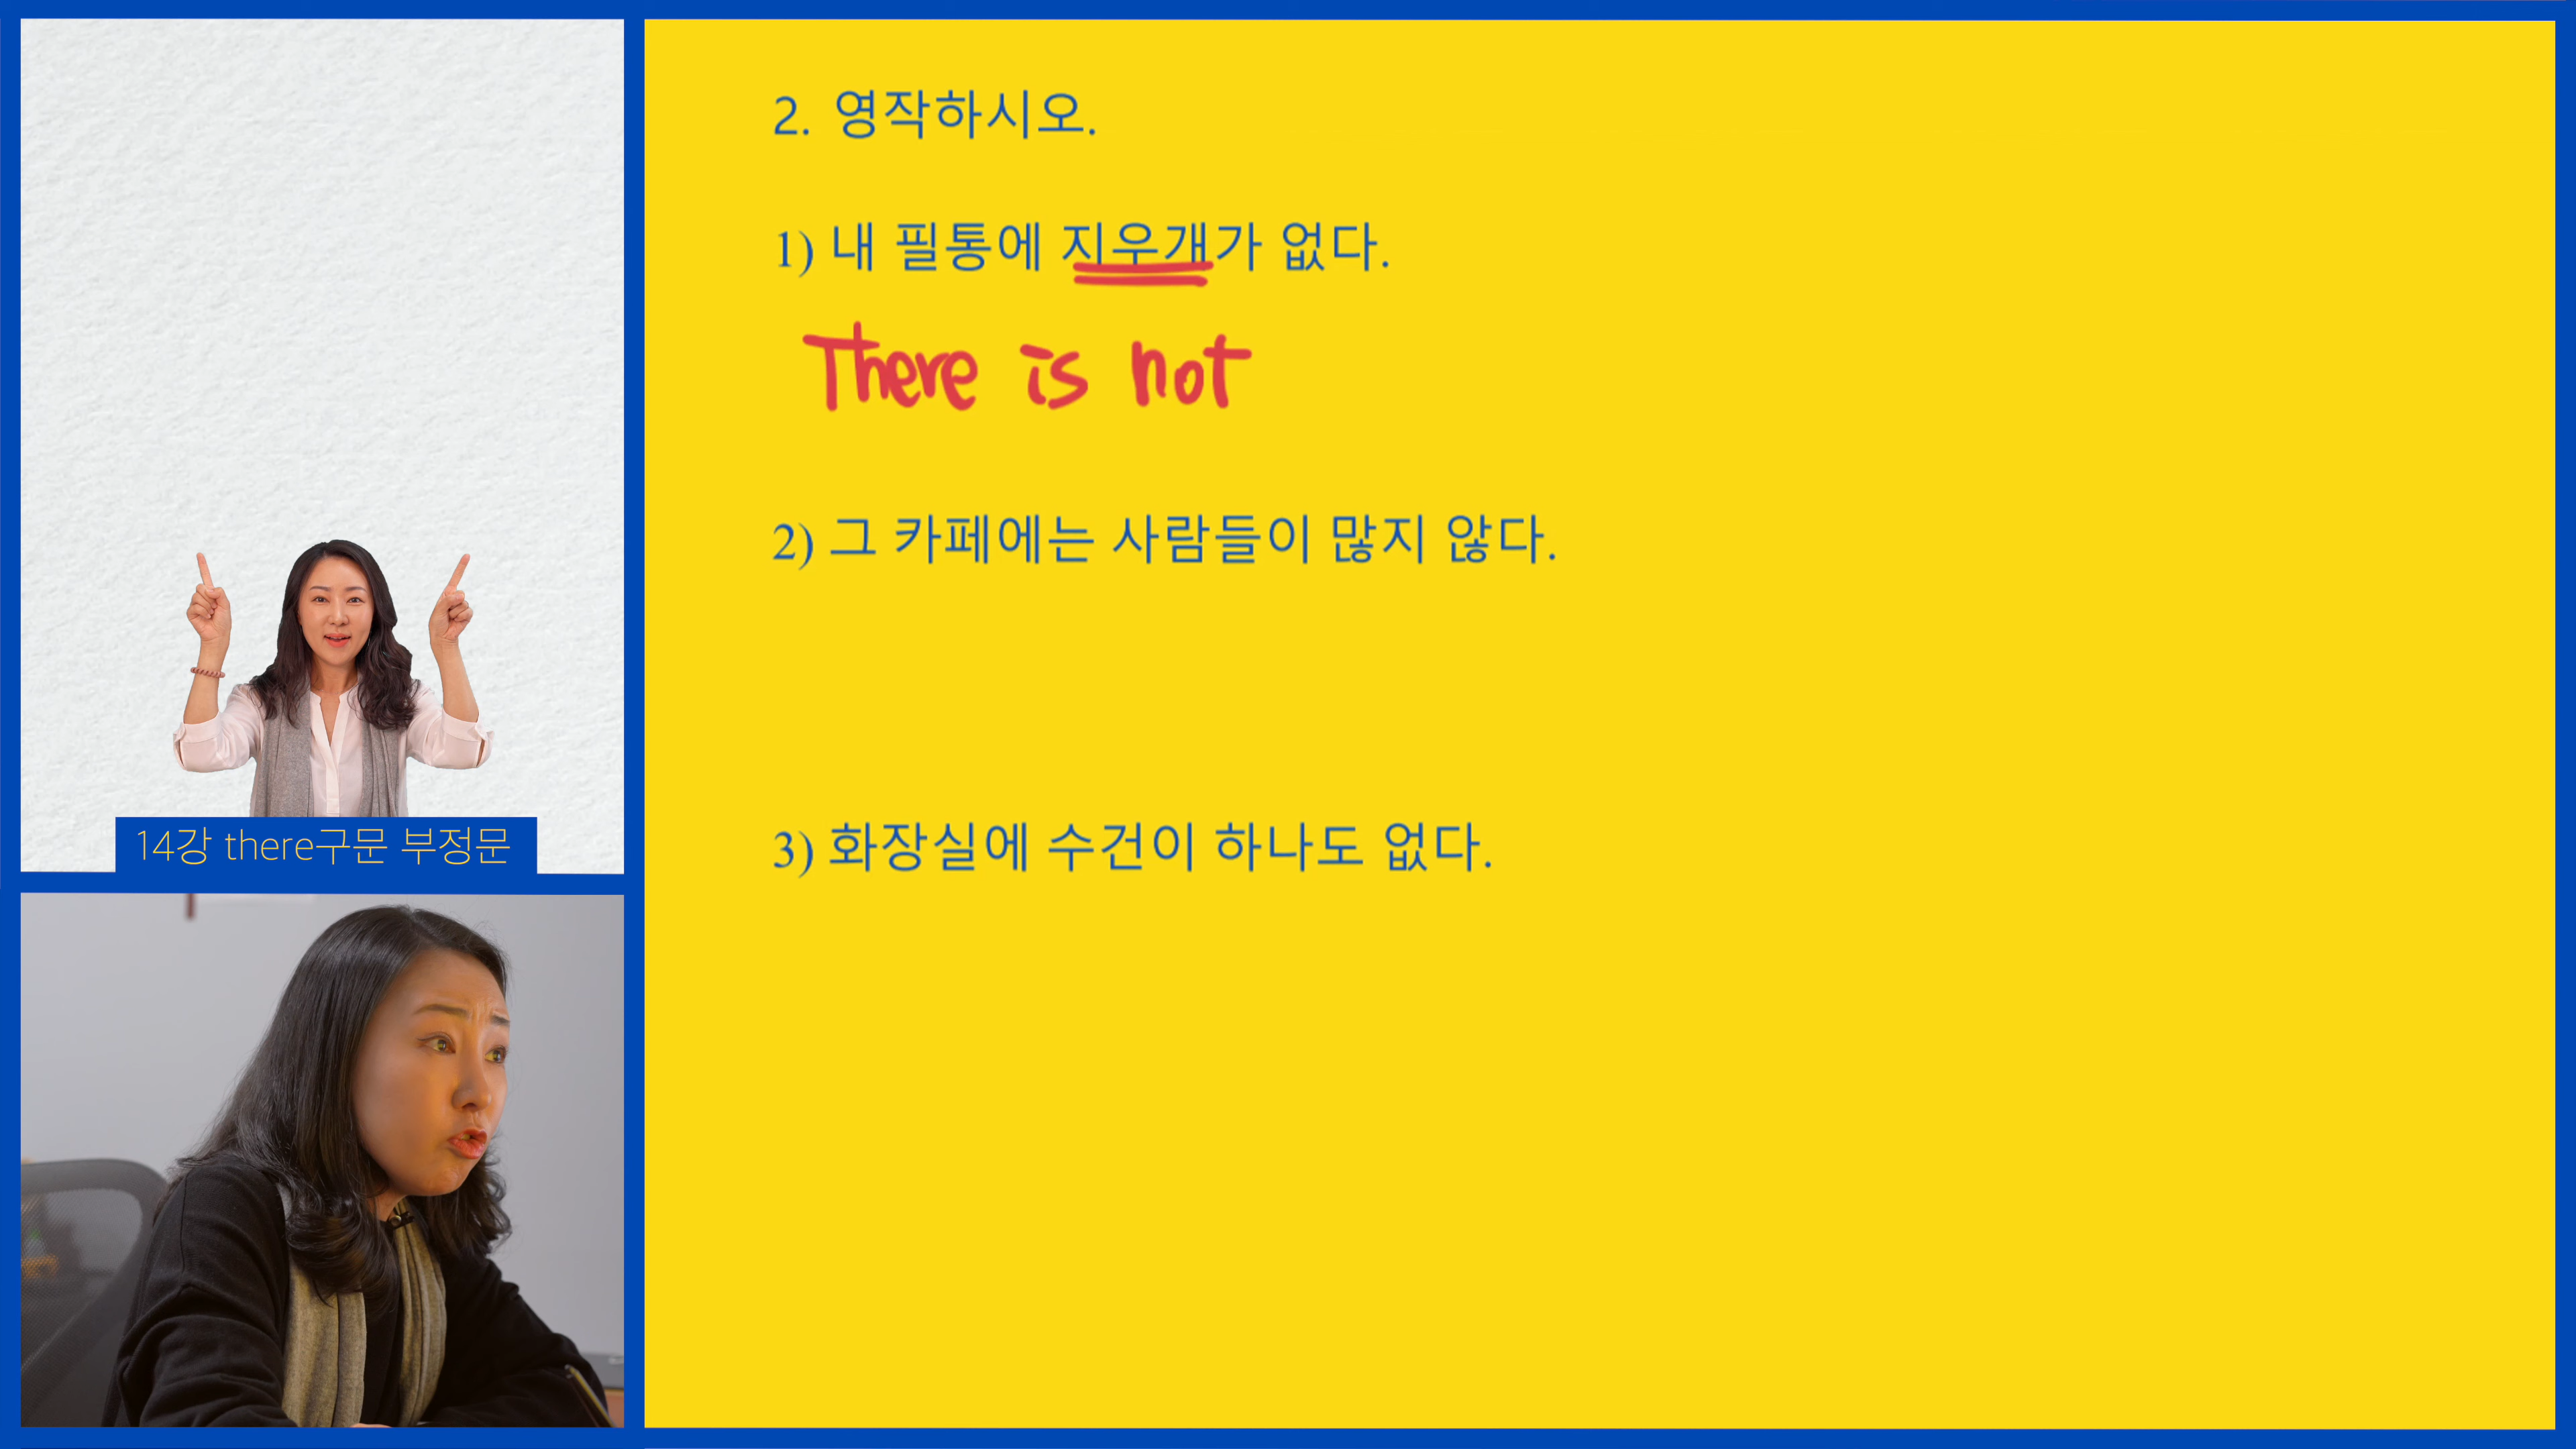 2. 영작하시오.
1) 내 필통에 지우개가 없다.
There is not
2) 그 카페에는 사람들이 많지 않다.
3) 화장실에 수건이 하나도 없다.
14강 there구문 부정문